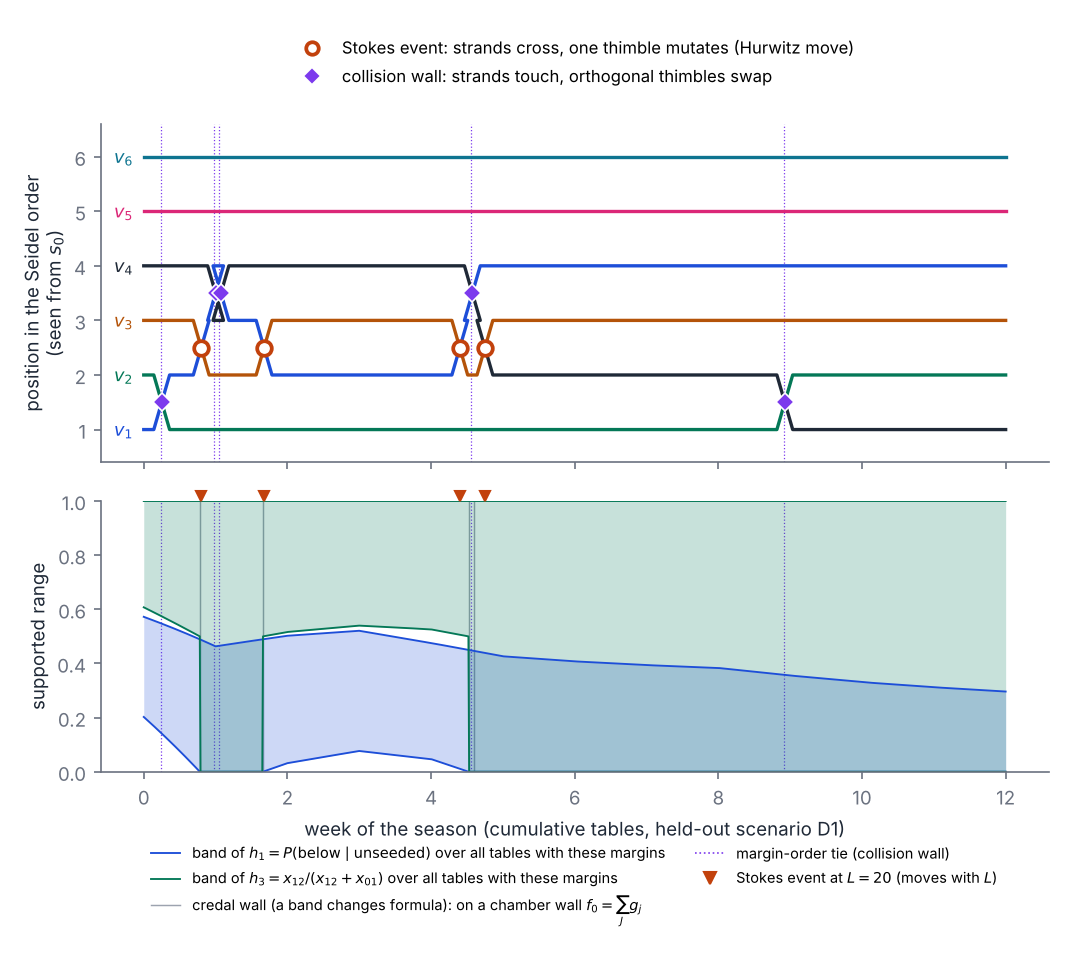 Stokes event: strands cross, one thimble mutates (Hurwitz move)
collision wall: strands touch, orthogonal thimbles swap
position in the Seidel order
(seen from s₀)
6
5
4
3
2
1
v₆
v₅
v₄
v₃
v₂
v₁
supported range
1.0
0.8
0.6
0.4
0.2
0.0
0
2
4
6
8
10
12
week of the season (cumulative tables, held-out scenario D1)
band of h₁ = P(below | unseeded) over all tables with these margins
band of h₃ = x₁₂/(x₁₂ + x₀₁) over all tables with these margins
credal wall (a band changes formula): on a chamber wall f₀ = ∑ⱼ gⱼ
margin-order tie (collision wall)
Stokes event at L = 20 (moves with L)